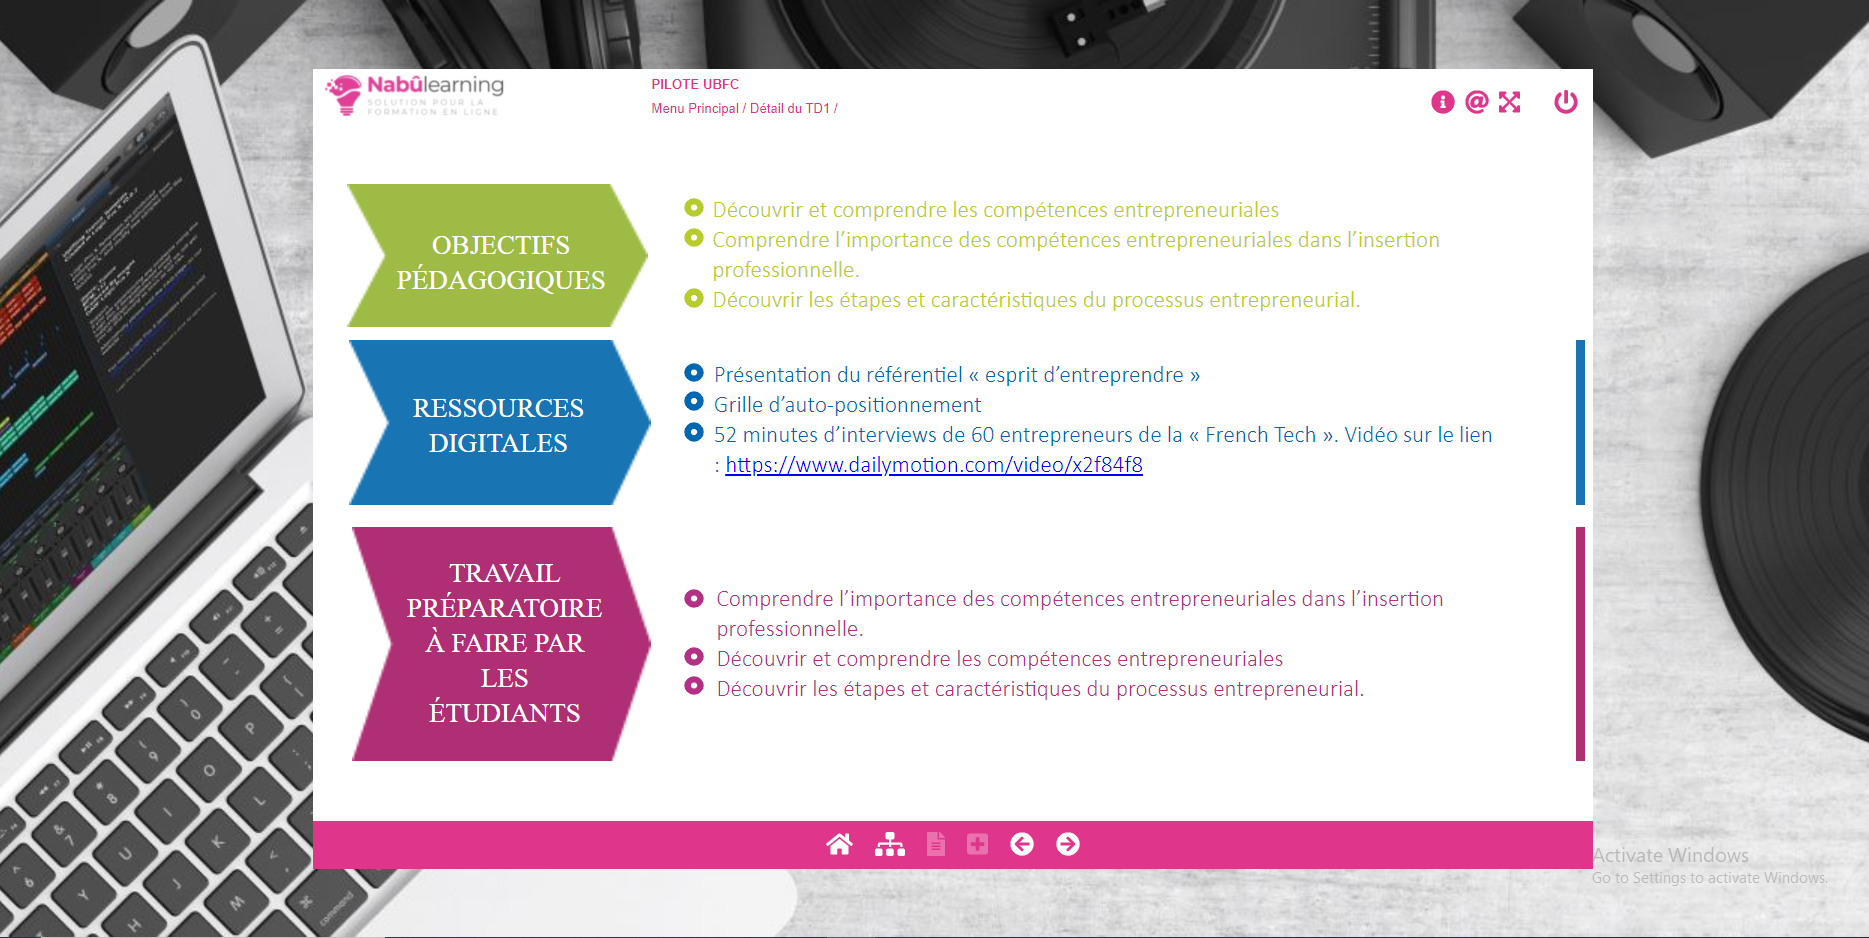 Nabûlearning
SOLUTION POUR LA
FORMATION EN LIGNE
PILOTE UBFC
Menu Principal / Détail du TD1 /
OBJECTIFS
PÉDAGOGIQUES
Découvrir et comprendre les compétences entrepreneuriales
Comprendre l’importance des compétences entrepreneuriales dans l’insertion
professionnelle.
Découvrir les étapes et caractéristiques du processus entrepreneurial.
RESSOURCES
DIGITALES
Présentation du référentiel « esprit d’entreprendre »
Grille d’auto-positionnement
52 minutes d’interviews de 60 entrepreneurs de la « French Tech ». Vidéo sur le lien
: https://www.dailymotion.com/video/x2f84f8
TRAVAIL
PRÉPARATOIRE
À FAIRE PAR
LES
ÉTUDIANTS
Comprendre l’importance des compétences entrepreneuriales dans l’insertion
professionnelle.
Découvrir et comprendre les compétences entrepreneuriales
Découvrir les étapes et caractéristiques du processus entrepreneurial.
Activate Windows
Go to Settings to activate Windows.
command